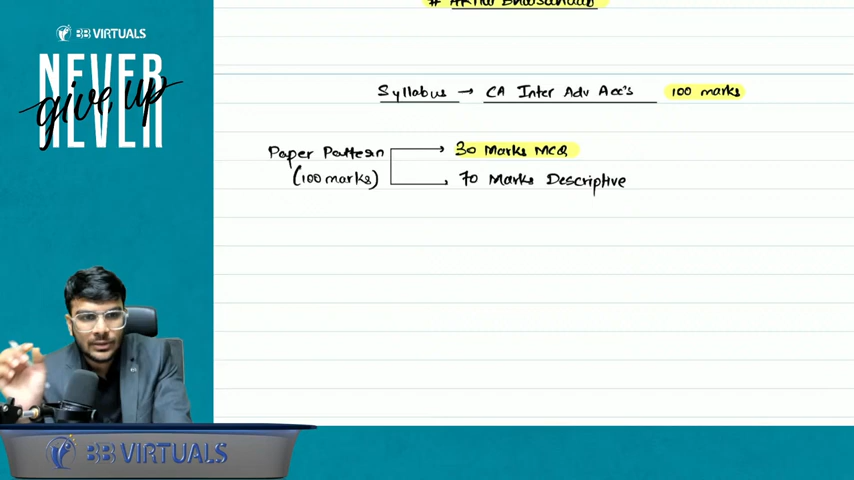 BB VIRTUALS
NEVER
give up
NEVER
Syllabus → CA Inter Adv Acc's 100 marks
Paper Pattern → 30 Marks MCQ
(100 marks) → 70 Marks Descriptive
BB VIRTUALS